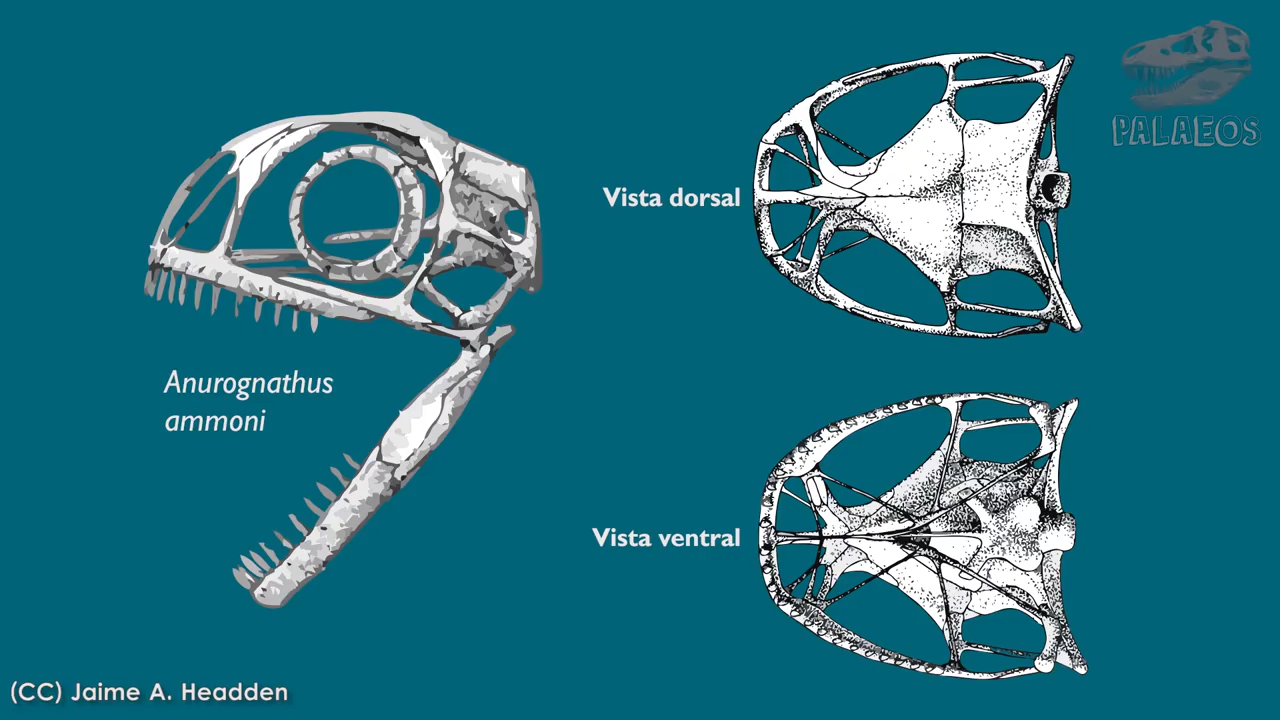 PALAEOS
Vista dorsal
Anurognathus
ammoni
Vista ventral
(CC) Jaime A. Headden